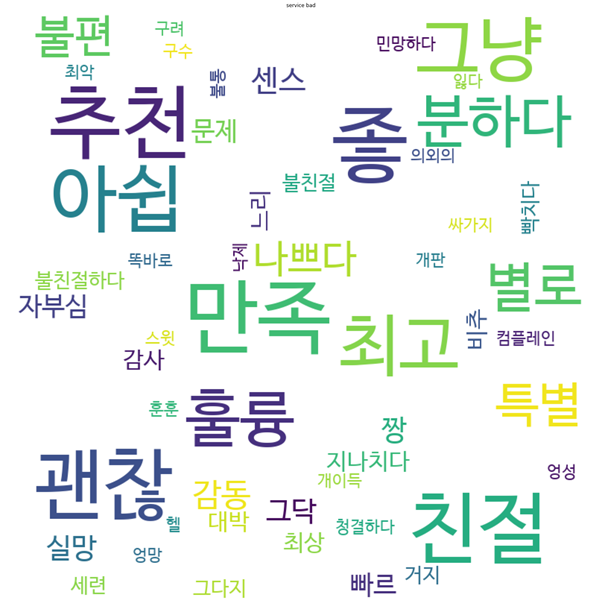 service bad
불편
구려
구수
최악
불통
센스
민망하다
그냥
잃다
추천
문제
좋
분하다
의외의
불친절
아쉽
느리
빡치다
싸가지
똑바로
낙제
나쁘다
개판
불친절하다
자부심
만족
최고
별로
비추
컴플레인
스윗
감사
훈훈
훌륭
특별
짱
지나치다
괜찮
감동
개이득
엉성
헬
대박
그닥
청결하다
친절
실망
엉망
최상
세련
그다지
빠르
거지